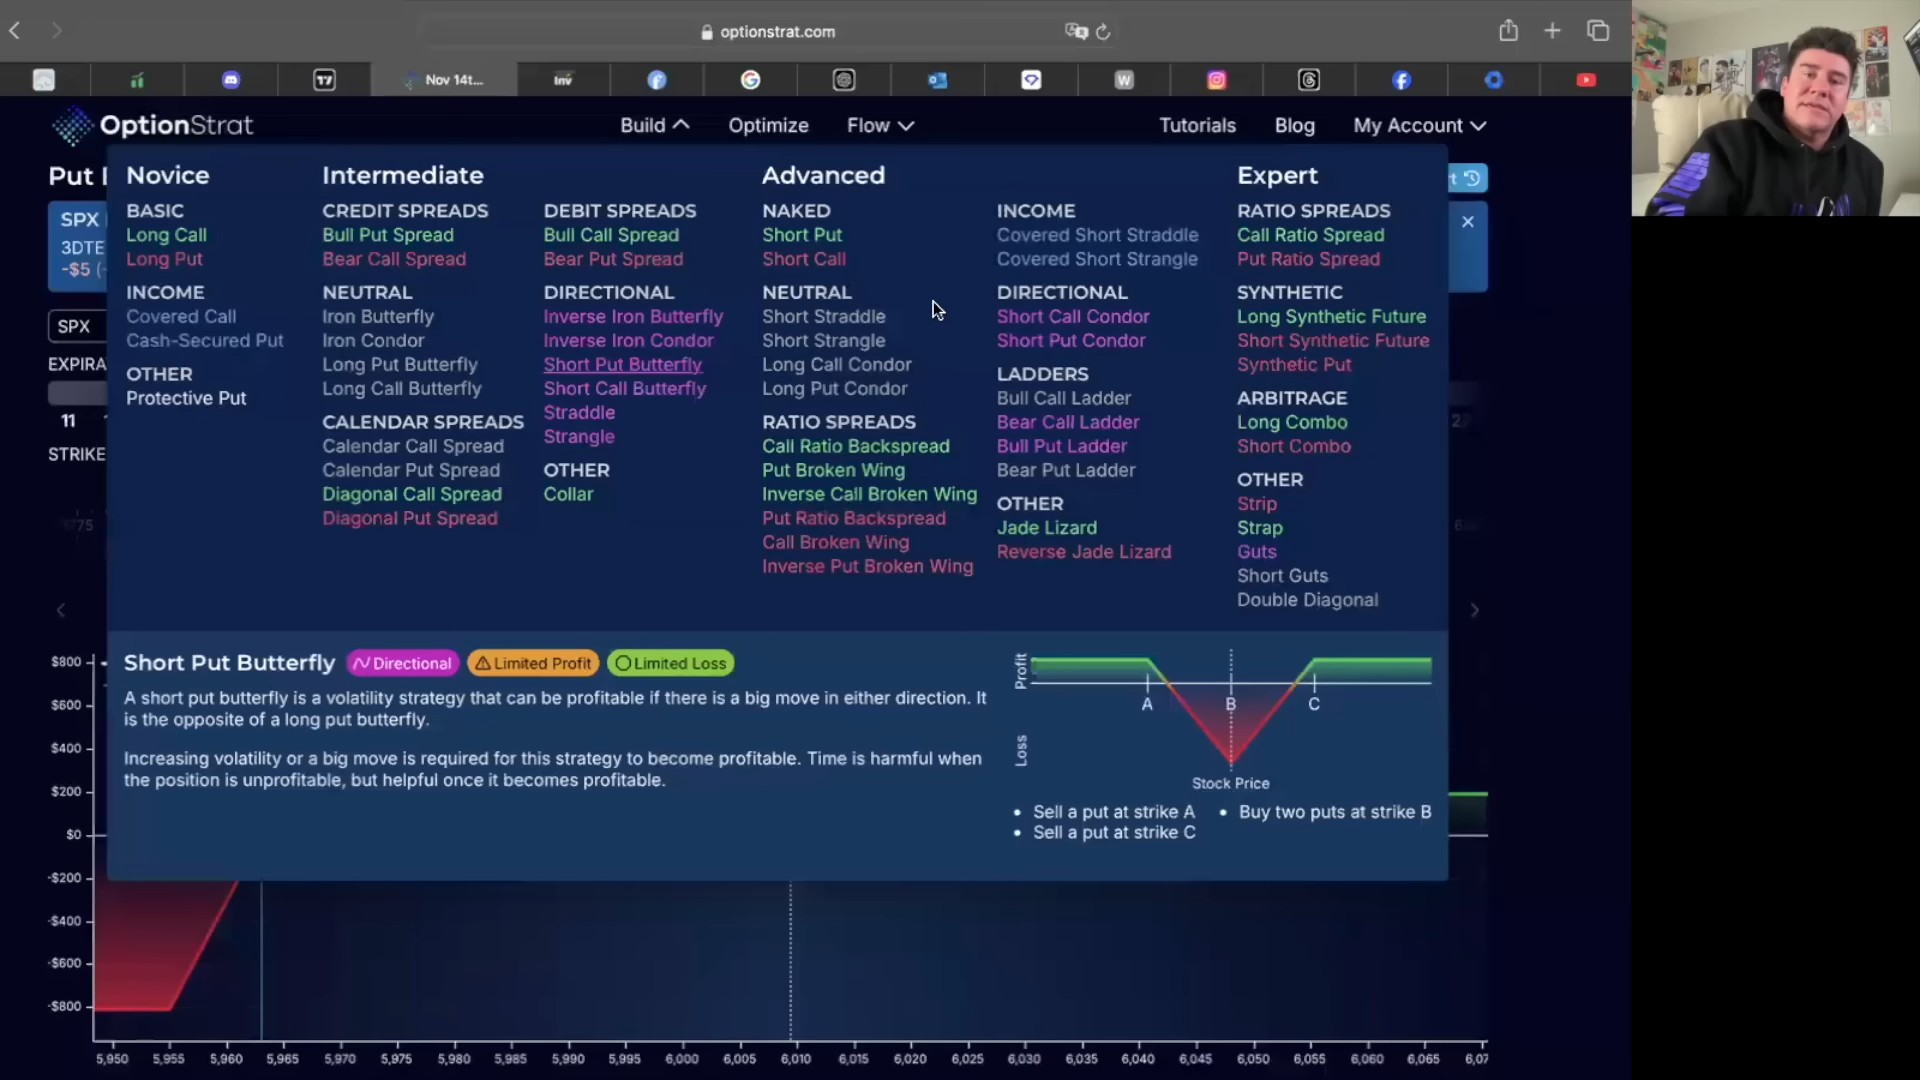 optionstrat.com
Nov 14t...
Inv
W
OptionStrat
Build
Optimize
Flow
Tutorials
Blog
My Account
Put
SPX
3DTE
-$5 (-
SPX
EXPIRA
11
STRIKE
Novice
BASIC
Long Call
Long Put
INCOME
Covered Call
Cash-Secured Put
OTHER
Protective Put
Intermediate
CREDIT SPREADS
Bull Put Spread
Bear Call Spread
NEUTRAL
Iron Butterfly
Iron Condor
Long Put Butterfly
Long Call Butterfly
CALENDAR SPREADS
Calendar Call Spread
Calendar Put Spread
Diagonal Call Spread
Diagonal Put Spread
DEBIT SPREADS
Bull Call Spread
Bear Put Spread
DIRECTIONAL
Inverse Iron Butterfly
Inverse Iron Condor
Short Put Butterfly
Short Call Butterfly
Straddle
Strangle
OTHER
Collar
Advanced
NAKED
Short Put
Short Call
NEUTRAL
Short Straddle
Short Strangle
Long Call Condor
Long Put Condor
RATIO SPREADS
Call Ratio Backspread
Put Broken Wing
Inverse Call Broken Wing
Put Ratio Backspread
Call Broken Wing
Inverse Put Broken Wing
INCOME
Covered Short Straddle
Covered Short Strangle
DIRECTIONAL
Short Call Condor
Short Put Condor
LADDERS
Bull Call Ladder
Bear Call Ladder
Bull Put Ladder
Bear Put Ladder
OTHER
Jade Lizard
Reverse Jade Lizard
Expert
RATIO SPREADS
Call Ratio Spread
Put Ratio Spread
SYNTHETIC
Long Synthetic Future
Short Synthetic Future
Synthetic Put
ARBITRAGE
Long Combo
Short Combo
OTHER
Strip
Strap
Guts
Short Guts
Double Diagonal
Short Put Butterfly
Directional
Limited Profit
Limited Loss
A short put butterfly is a volatility strategy that can be profitable if there is a big move in either direction. It
is the opposite of a long put butterfly.
Increasing volatility or a big move is required for this strategy to become profitable. Time is harmful when
the position is unprofitable, but helpful once it becomes profitable.
Profit
Loss
A
B
C
Stock Price
• Sell a put at strike A
• Buy two puts at strike B
• Sell a put at strike C
$800
$600
$400
$200
$0
-$200
-$400
-$600
-$800
5,950
5,955
5,960
5,965
5,970
5,975
5,980
5,985
5,990
5,995
6,000
6,005
6,010
6,015
6,020
6,025
6,030
6,035
6,040
6,045
6,050
6,055
6,060
6,065
6,07